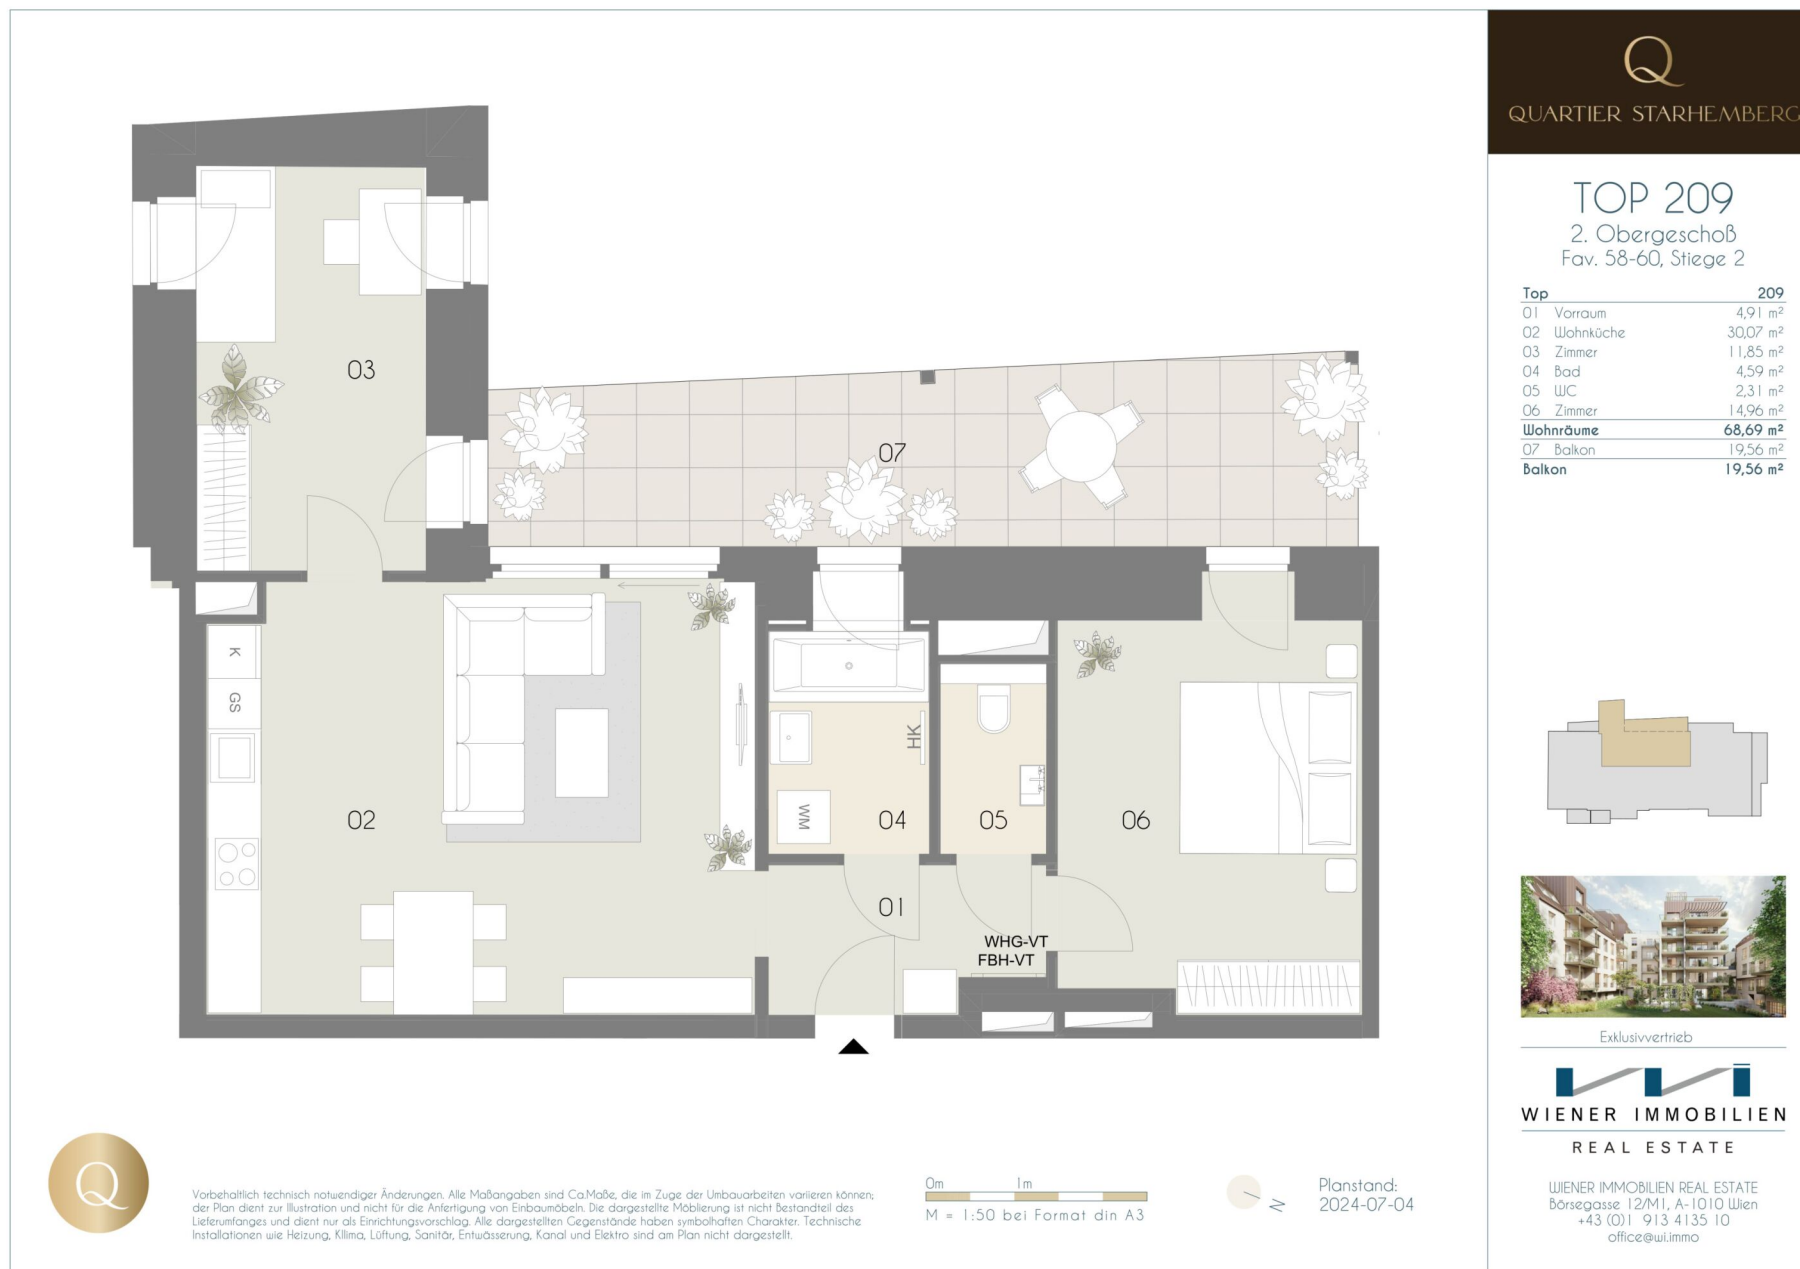 Q
QUARTIER STARHEMBERG
TOP 209
2. Obergeschoß
Fav. 58-60, Stiege 2
Top 209
01 Vorraum 4,91 m²
02 Wohnküche 30,07 m²
03 Zimmer 11,85 m²
04 Bad 4,59 m²
05 WC 2,31 m²
06 Zimmer 14,96 m²
Wohnräume 68,69 m²
07 Balkon 19,56 m²
Balkon 19,56 m²
03
07
K
GS
HK
WM
02
04
05
06
01
WHG-VT
FBH-VT
Exklusivvertrieb
WIENER IMMOBILIEN
REAL ESTATE
WIENER IMMOBILIEN REAL ESTATE
Börsegasse 12/M1, A-1010 Wien
+43 (0)1 913 4135 10
office@wi.immo
Q
Vorbehaltlich technisch notwendiger Änderungen. Alle Maßangaben sind Ca.Maße, die im Zuge der Umbauarbeiten variieren können;
der Plan dient zur Illustration und nicht für die Anfertigung von Einbaumöbeln. Die dargestellte Möblierung ist nicht Bestandteil des
Lieferumfanges und dient nur als Einrichtungsvorschlag. Alle dargestellten Gegenstände haben symbolhaften Charakter. Technische
Installationen wie Heizung, Kllima, Lüftung, Sanitär, Entwässerung, Kanal und Elektro sind am Plan nicht dargestellt.
0m 1m
M = 1:50 bei Format din A3
N
Planstand:
2024-07-04